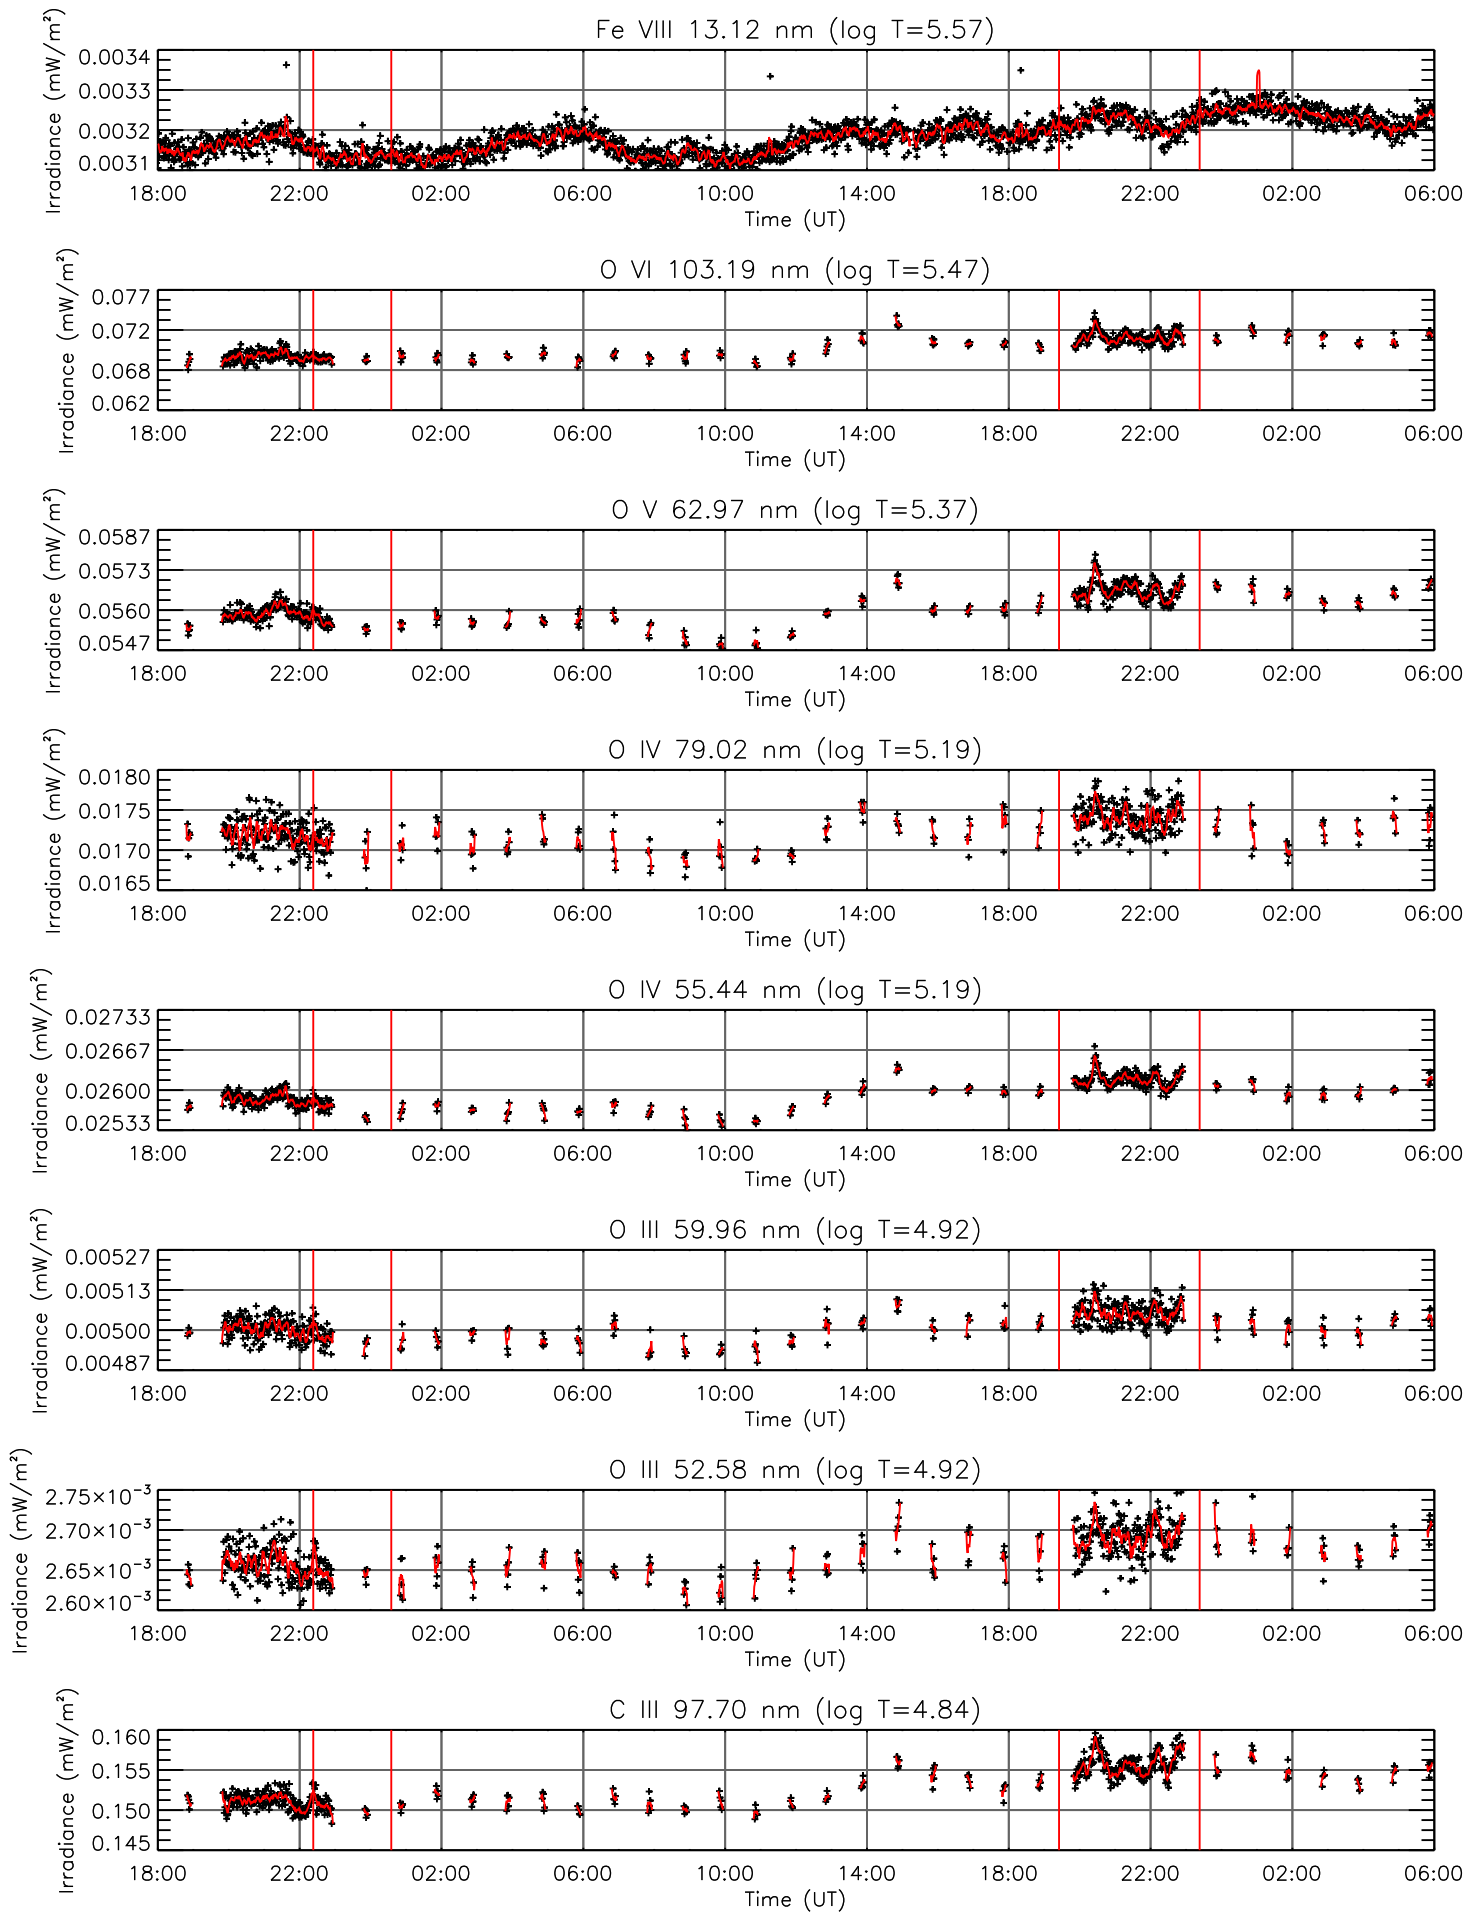 Fe VIII 13.12 nm (log T=5.57)
Irradiance (mW/m²)
0.0034
0.0033
0.0032
0.0031
18:00 22:00 02:00 06:00 10:00 14:00 18:00 22:00 02:00 06:00
Time (UT)
O VI 103.19 nm (log T=5.47)
Irradiance (mW/m²)
0.077
0.072
0.068
0.062
18:00 22:00 02:00 06:00 10:00 14:00 18:00 22:00 02:00 06:00
Time (UT)
O V 62.97 nm (log T=5.37)
Irradiance (mW/m²)
0.0587
0.0573
0.0560
0.0547
18:00 22:00 02:00 06:00 10:00 14:00 18:00 22:00 02:00 06:00
Time (UT)
O IV 79.02 nm (log T=5.19)
Irradiance (mW/m²)
0.0180
0.0175
0.0170
0.0165
18:00 22:00 02:00 06:00 10:00 14:00 18:00 22:00 02:00 06:00
Time (UT)
O IV 55.44 nm (log T=5.19)
Irradiance (mW/m²)
0.02733
0.02667
0.02600
0.02533
18:00 22:00 02:00 06:00 10:00 14:00 18:00 22:00 02:00 06:00
Time (UT)
O III 59.96 nm (log T=4.92)
Irradiance (mW/m²)
0.00527
0.00513
0.00500
0.00487
18:00 22:00 02:00 06:00 10:00 14:00 18:00 22:00 02:00 06:00
Time (UT)
O III 52.58 nm (log T=4.92)
Irradiance (mW/m²)
2.75×10⁻³
2.70×10⁻³
2.65×10⁻³
2.60×10⁻³
18:00 22:00 02:00 06:00 10:00 14:00 18:00 22:00 02:00 06:00
Time (UT)
C III 97.70 nm (log T=4.84)
Irradiance (mW/m²)
0.160
0.155
0.150
0.145
18:00 22:00 02:00 06:00 10:00 14:00 18:00 22:00 02:00 06:00
Time (UT)